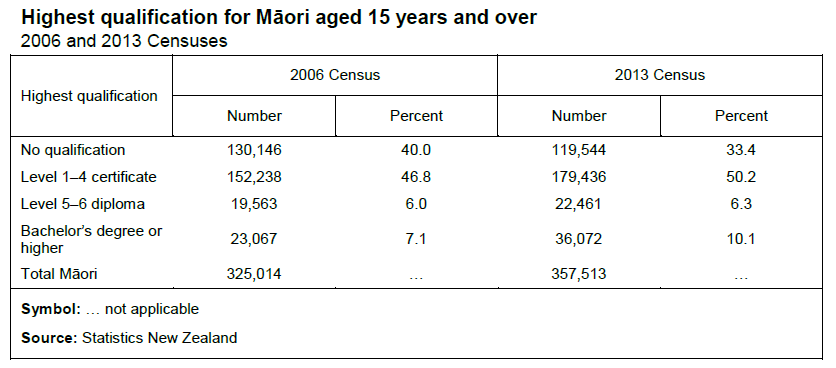 Highest qualification for Māori aged 15 years and over
2006 and 2013 Censuses
Highest qualification 2006 Census 2013 Census
Number Percent Number Percent
No qualification 130,146 40.0 119,544 33.4
Level 1–4 certificate 152,238 46.8 179,436 50.2
Level 5–6 diploma 19,563 6.0 22,461 6.3
Bachelor's degree or
higher 23,067 7.1 36,072 10.1
Total Māori 325,014 … 357,513 …
Symbol: … not applicable
Source: Statistics New Zealand